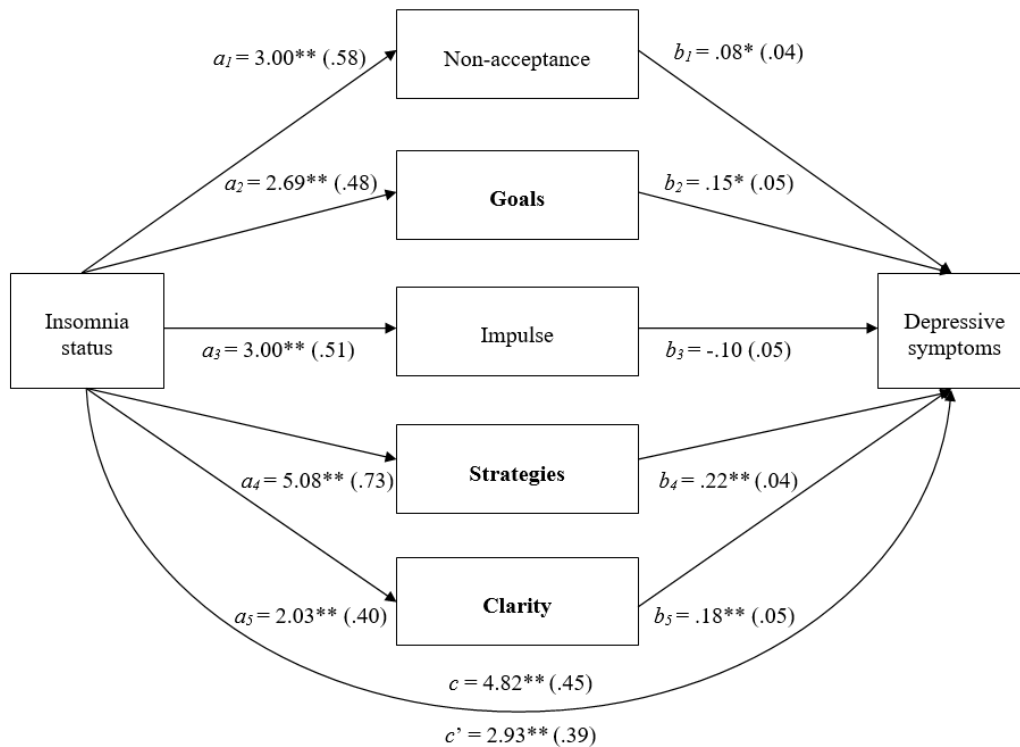 a1 = 3.00** (.58)
Non-acceptance
b1 = .08* (.04)
a2 = 2.69** (.48)
Goals
b2 = .15* (.05)
Insomnia
status
a3 = 3.00** (.51)
Impulse
b3 = -.10 (.05)
Depressive
symptoms
a4 = 5.08** (.73)
Strategies
b4 = .22** (.04)
a5 = 2.03** (.40)
Clarity
b5 = .18** (.05)
c = 4.82** (.45)
c’ = 2.93** (.39)